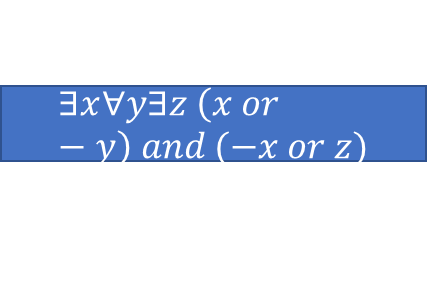 ∃x∀y∃z (x or
− y) and (−x or z)